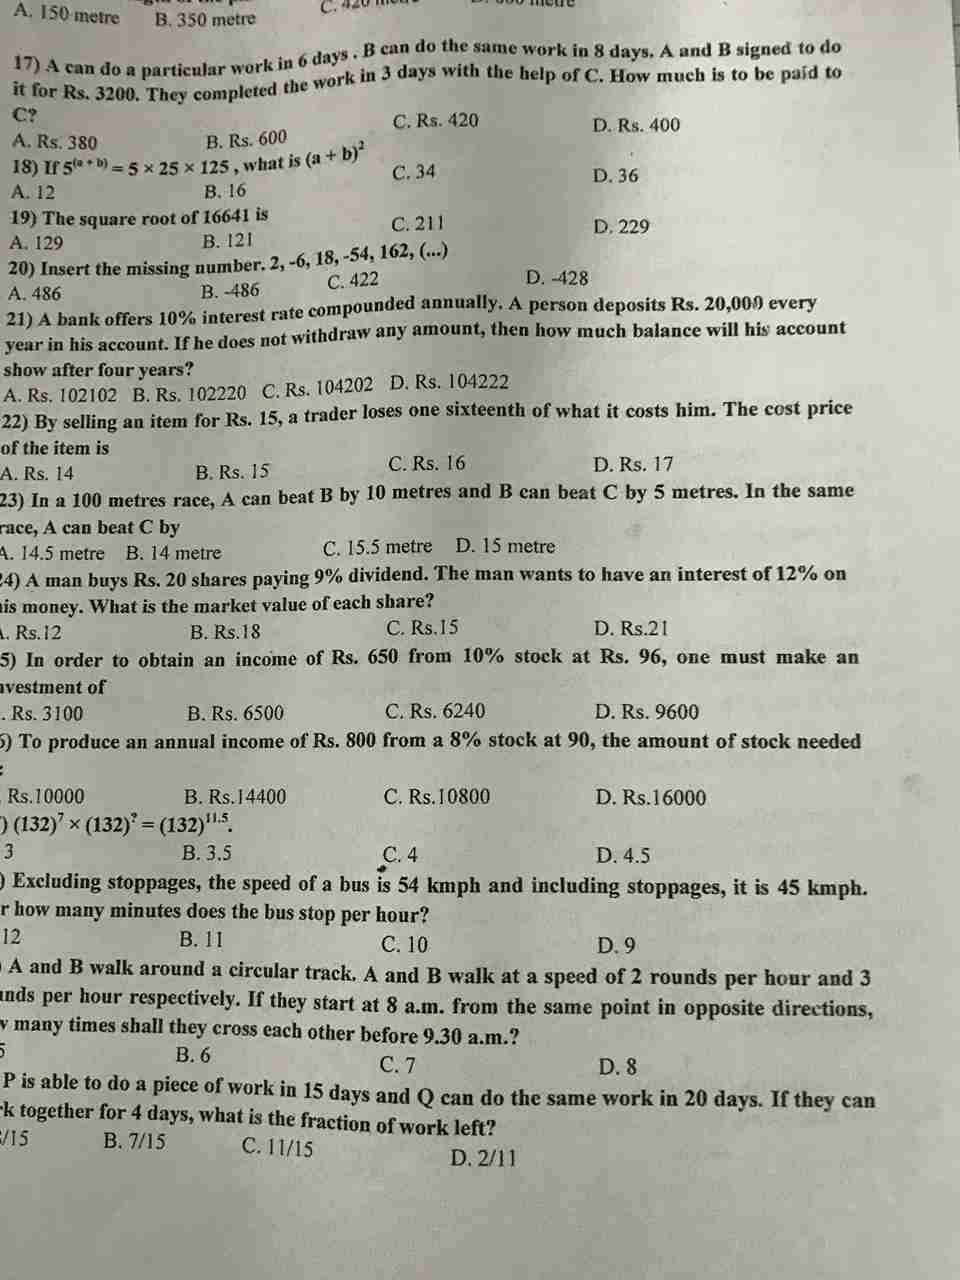 A. 150 metre B. 350 metre
17) A can do a particular work in 6 days . B can do the same work in 8 days. A and B signed to do
it for Rs. 3200. They completed the work in 3 days with the help of C. How much is to be paid to
C?
A. Rs. 380 B. Rs. 600 C. Rs. 420 D. Rs. 400
18) If 5^(a + b) = 5 × 25 × 125 , what is (a + b)²
A. 12 B. 16 C. 34 D. 36
19) The square root of 16641 is
A. 129 B. 121 C. 211 D. 229
20) Insert the missing number. 2, -6, 18, -54, 162, (...)
A. 486 B. -486 C. 422 D. -428
21) A bank offers 10% interest rate compounded annually. A person deposits Rs. 20,000 every
year in his account. If he does not withdraw any amount, then how much balance will his account
show after four years?
A. Rs. 102102 B. Rs. 102220 C. Rs. 104202 D. Rs. 104222
22) By selling an item for Rs. 15, a trader loses one sixteenth of what it costs him. The cost price
of the item is
A. Rs. 14 B. Rs. 15 C. Rs. 16 D. Rs. 17
23) In a 100 metres race, A can beat B by 10 metres and B can beat C by 5 metres. In the same
race, A can beat C by
A. 14.5 metre B. 14 metre C. 15.5 metre D. 15 metre
24) A man buys Rs. 20 shares paying 9% dividend. The man wants to have an interest of 12% on
his money. What is the market value of each share?
. Rs.12 B. Rs.18 C. Rs.15 D. Rs.21
5) In order to obtain an income of Rs. 650 from 10% stock at Rs. 96, one must make an
nvestment of
. Rs. 3100 B. Rs. 6500 C. Rs. 6240 D. Rs. 9600
) To produce an annual income of Rs. 800 from a 8% stock at 90, the amount of stock needed
Rs.10000 B. Rs.14400 C. Rs.10800 D. Rs.16000
) (132)⁷ × (132)^? = (132)^11.5.
3 B. 3.5 C. 4 D. 4.5
) Excluding stoppages, the speed of a bus is 54 kmph and including stoppages, it is 45 kmph.
r how many minutes does the bus stop per hour?
12 B. 11 C. 10 D. 9
A and B walk around a circular track. A and B walk at a speed of 2 rounds per hour and 3
unds per hour respectively. If they start at 8 a.m. from the same point in opposite directions,
w many times shall they cross each other before 9.30 a.m.?
5 B. 6 C. 7 D. 8
P is able to do a piece of work in 15 days and Q can do the same work in 20 days. If they can
rk together for 4 days, what is the fraction of work left?
/15 B. 7/15 C. 11/15 D. 2/11